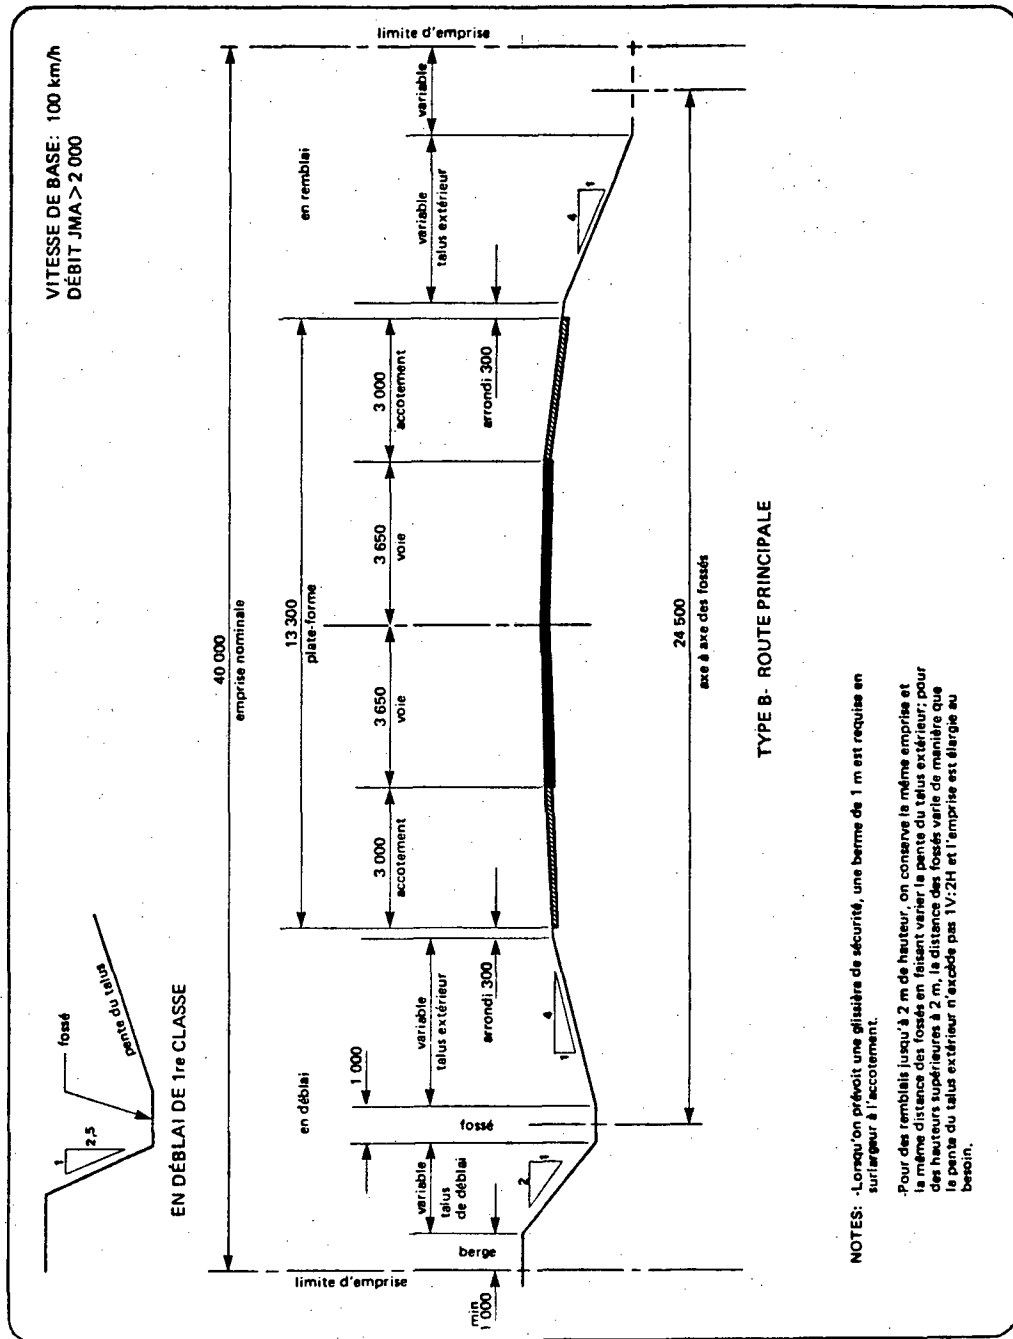 VITESSE DE BASE: 100 km/h
DÉBIT JMA > 2 000
fossé
pente du talus
1
2,5
EN DÉBLAI DE 1re CLASSE
limite d'emprise
limite d'emprise
40 000
emprise nominale
en déblai
en remblai
13 300
plate-forme
min
1 000
berge
variable
talus
de déblai
1 000
fossé
variable
talus extérieur
arrondi 300
3 000
accotement
3 650
voie
3 650
voie
3 000
accotement
arrondi 300
variable
talus extérieur
variable
2
1
4
1
4
1
24 500
axe à axe des fossés
TYPE B- ROUTE PRINCIPALE
NOTES: -Lorsqu'on prévoit une glissière de sécurité, une berme de 1 m est requise en
surlargeur à l'accotement.
-Pour des remblais jusqu'à 2 m de hauteur, on conserve la même emprise et
la même distance des fossés en faisant varier la pente du talus extérieur; pour
des hauteurs supérieures à 2 m, la distance des fossés varie de manière que
la pente du talus extérieur n'excède pas 1V:2H et l'emprise est élargie au
besoin.